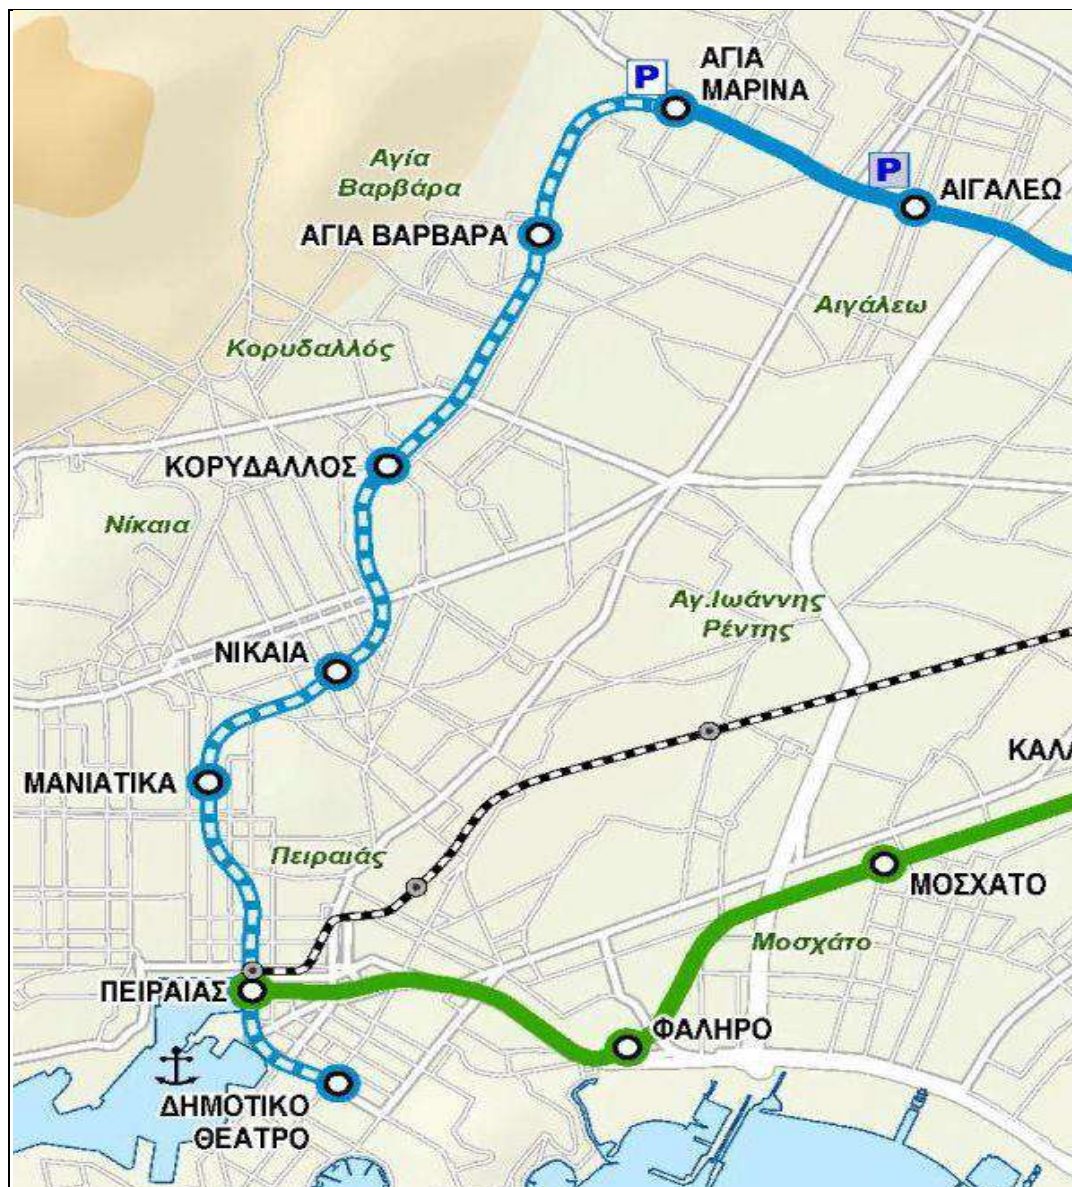 ΑΓΙΑ
ΜΑΡΙΝΑ
P
P
ΑΙΓΑΛΕΩ
Αγία
Βαρβάρα
ΑΓΙΑ ΒΑΡΒΑΡΑ
Αιγάλεω
Κορυδαλλός
ΚΟΡΥΔΑΛΛΟΣ
Νίκαια
Αγ.Ιωάννης
Ρέντης
ΝΙΚΑΙΑ
ΚΑΛΛ
ΜΑΝΙΑΤΙΚΑ
Πειραιάς
ΜΟΣΧΑΤΟ
Μοσχάτο
ΠΕΙΡΑΙΑΣ
ΦΑΛΗΡΟ
ΔΗΜΟΤΙΚΟ
ΘΕΑΤΡΟ